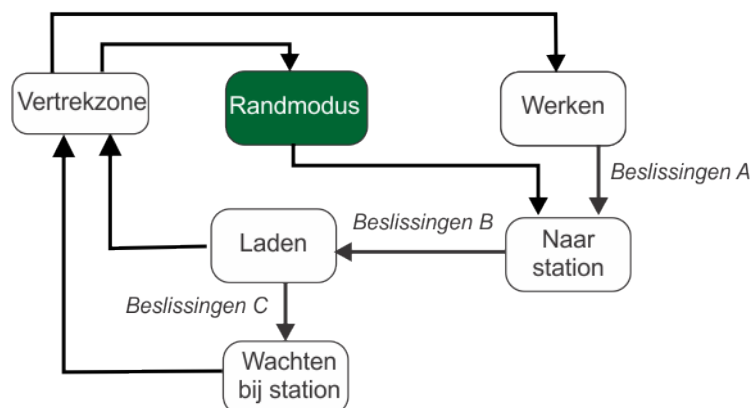 Vertrekzone
Randmodus
Werken
Beslissingen A
Beslissingen B
Naar
station
Laden
Beslissingen C
Wachten
bij station